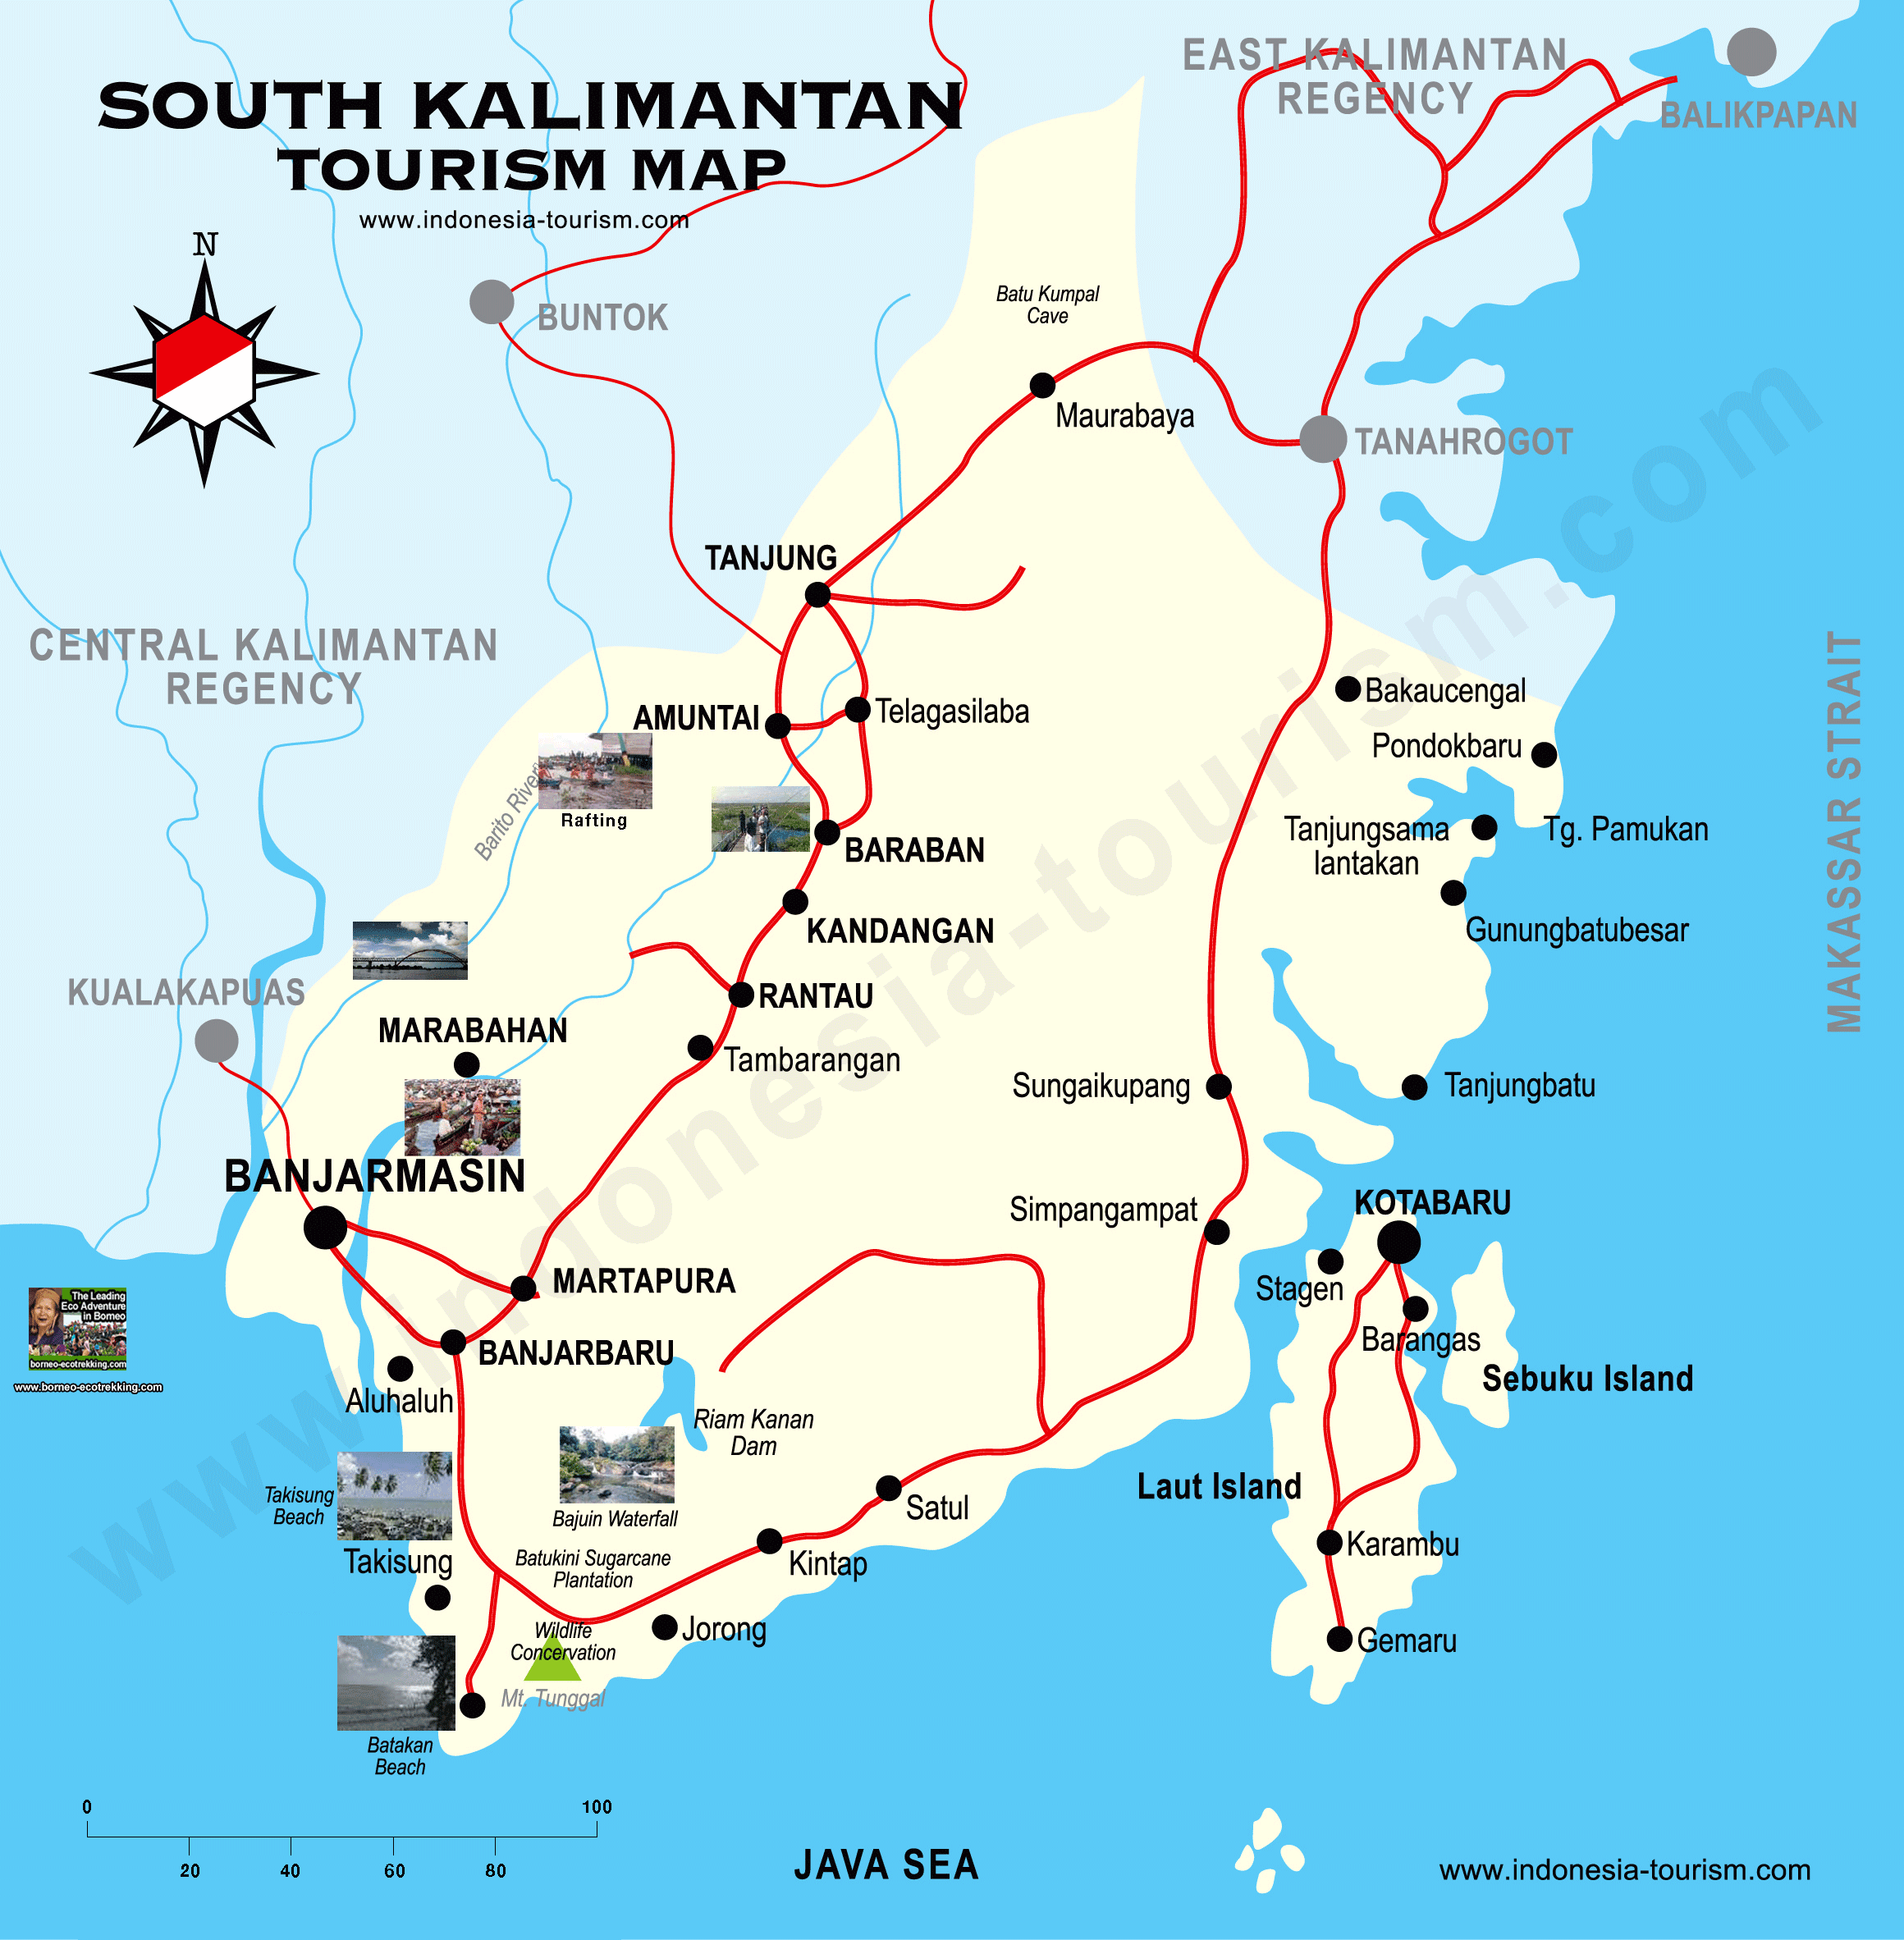 SOUTH KALIMANTAN
TOURISM MAP
www.indonesia-tourism.com
N
EAST KALIMANTAN
REGENCY
BALIKPAPAN
BUNTOK
Batu Kumpal
Cave
Maurabaya
TANAHROGOT
TANJUNG
CENTRAL KALIMANTAN
REGENCY
MAKASSAR STRAIT
Bakaucengal
AMUNTAI
Telagasilaba
Pondokbaru
Barito River
Rafting
Tanjungsama
lantakan
Tg. Pamukan
BARABAN
KANDANGAN
Gunungbatubesar
KUALAKAPUAS
RANTAU
MARABAHAN
Tambarangan
Sungaikupang
Tanjungbatu
BANJARMASIN
Simpangampat
KOTABARU
MARTAPURA
Stagen
The Leading
Eco Adventure
in Borneo
borneo-ecotrekking.com
www.borneo-ecotrekking.com
BANJARBARU
Barangas
Sebuku Island
Aluhaluh
Riam Kanan
Dam
Laut Island
Takisung
Beach
Satul
Bajuin Waterfall
Karambu
Takisung
Batukini Sugarcane
Plantation
Kintap
Wildlife
Concervation
Jorong
Gemaru
Mt. Tunggal
Batakan
Beach
0 100
20 40 60 80
JAVA SEA
www.indonesia-tourism.com
www.indonesia-tourism.com